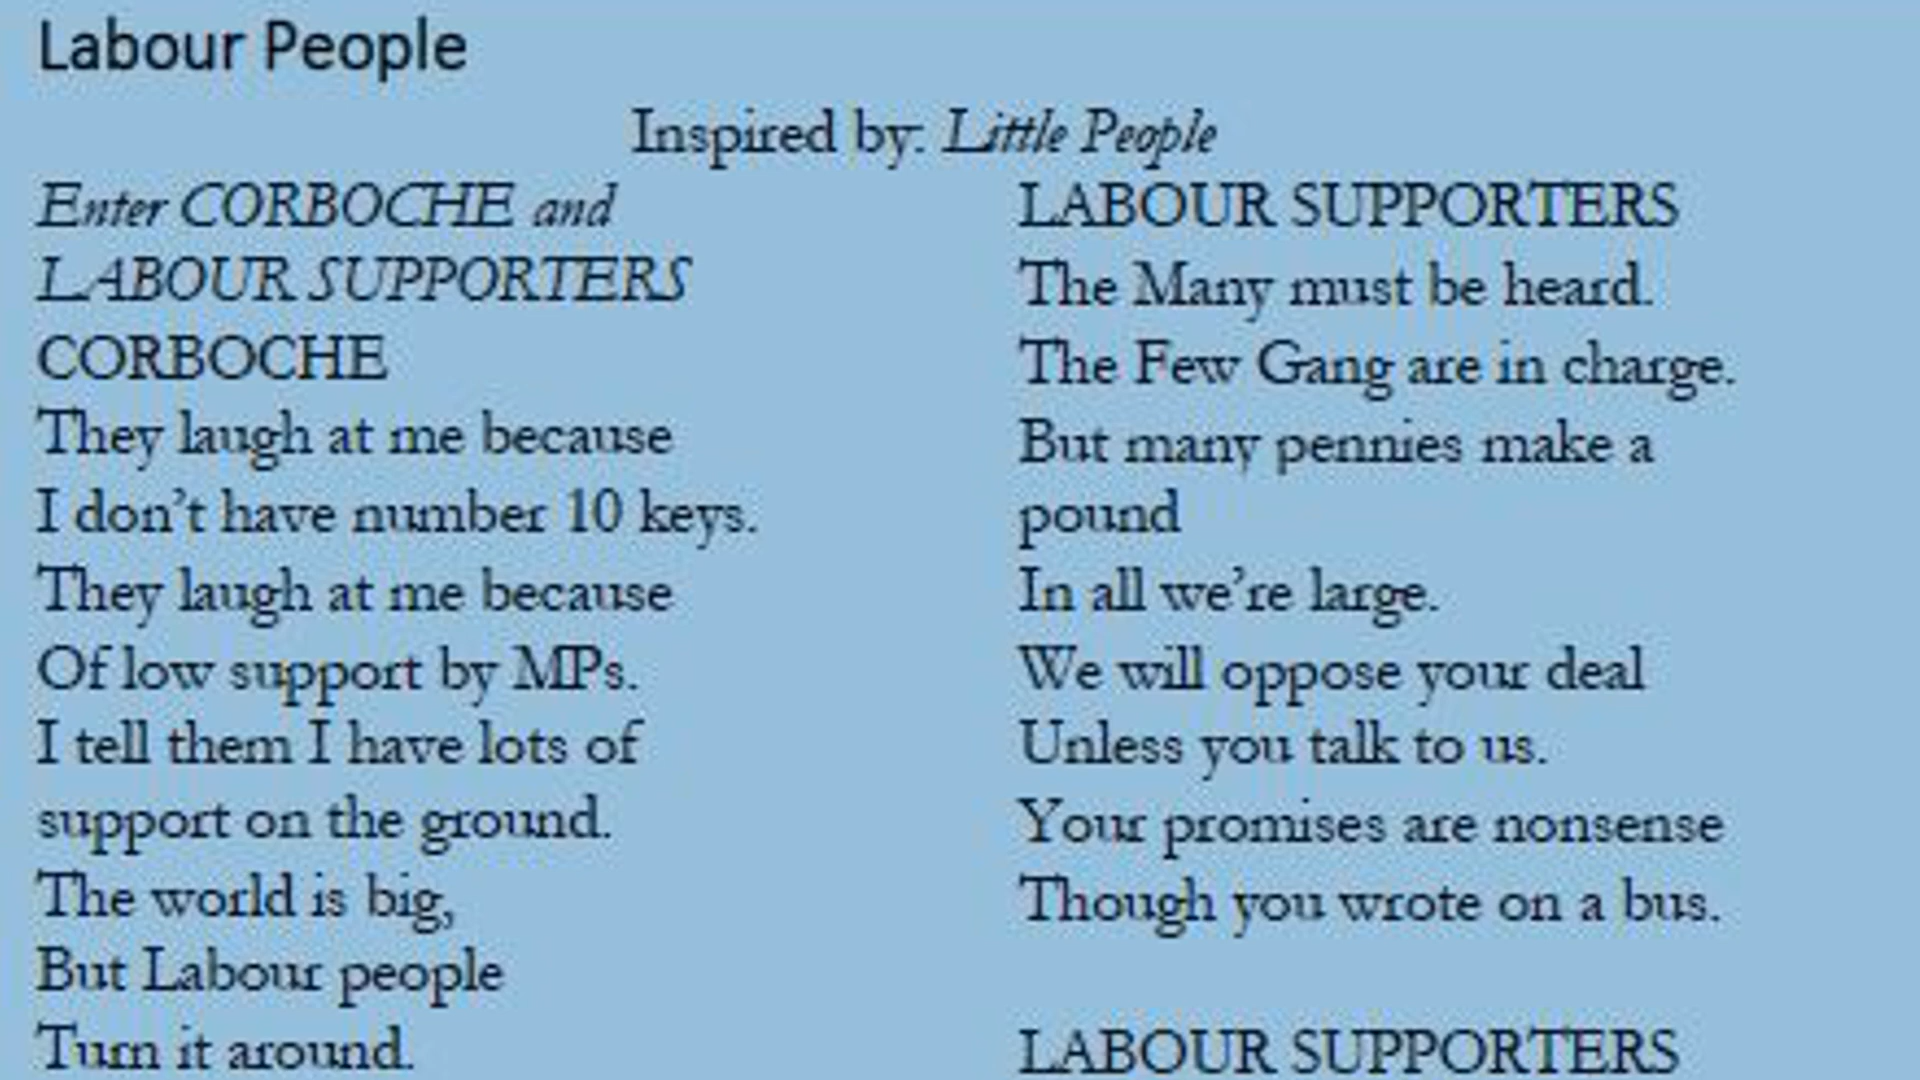 Labour People
Inspired by: Little People
Enter CORBOCHE and
LABOUR SUPPORTERS
CORBOCHE
They laugh at me because
I don’t have number 10 keys.
They laugh at me because
Of low support by MPs.
I tell them I have lots of
support on the ground.
The world is big,
But Labour people
Turn it around.
LABOUR SUPPORTERS
The Many must be heard.
The Few Gang are in charge.
But many pennies make a
pound
In all we’re large.
We will oppose your deal
Unless you talk to us.
Your promises are nonsense
Though you wrote on a bus.
LABOUR SUPPORTERS